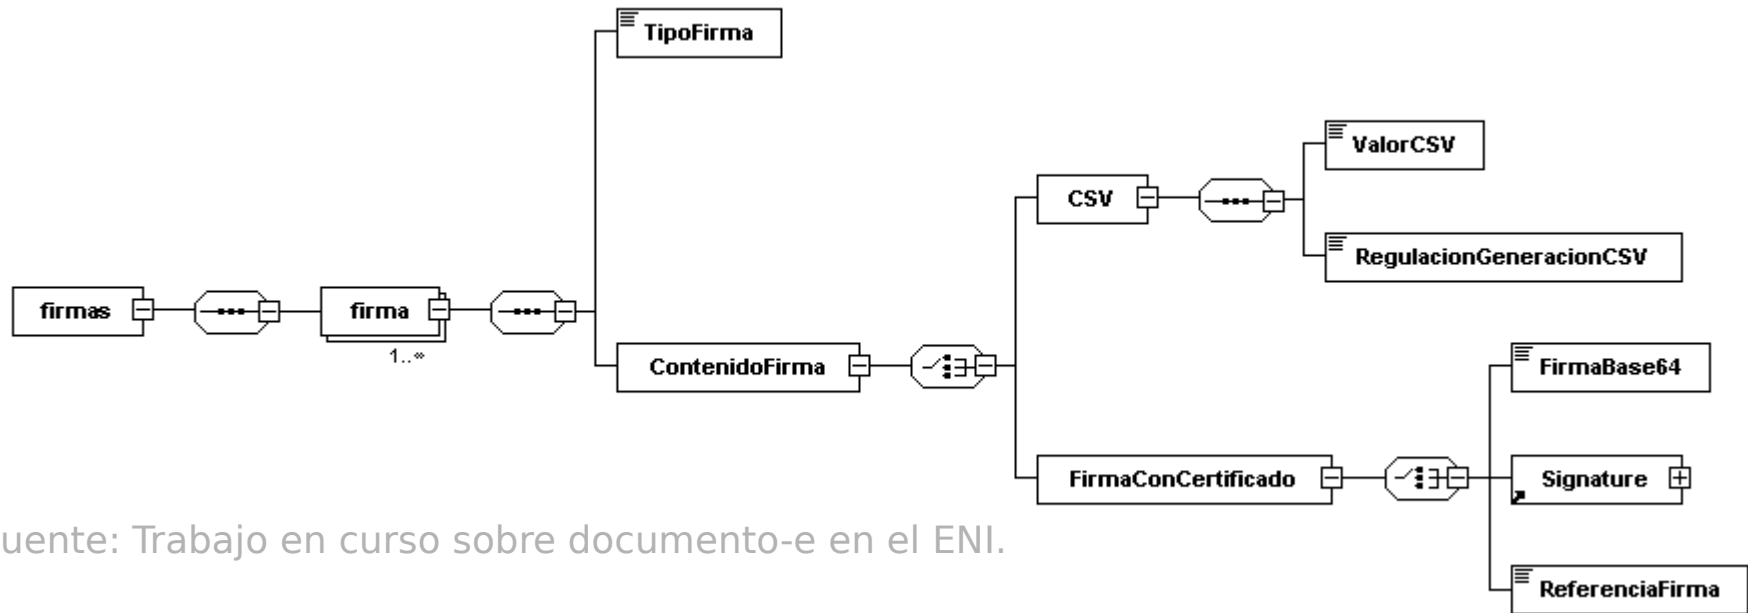 TipoFirma
ValorCSV
CSV
RegulacionGeneracionCSV
firmas
firma
1..∞
ContenidoFirma
FirmaBase64
FirmaConCertificado
Signature
uente: Trabajo en curso sobre documento-e en el ENI.
ReferenciaFirma